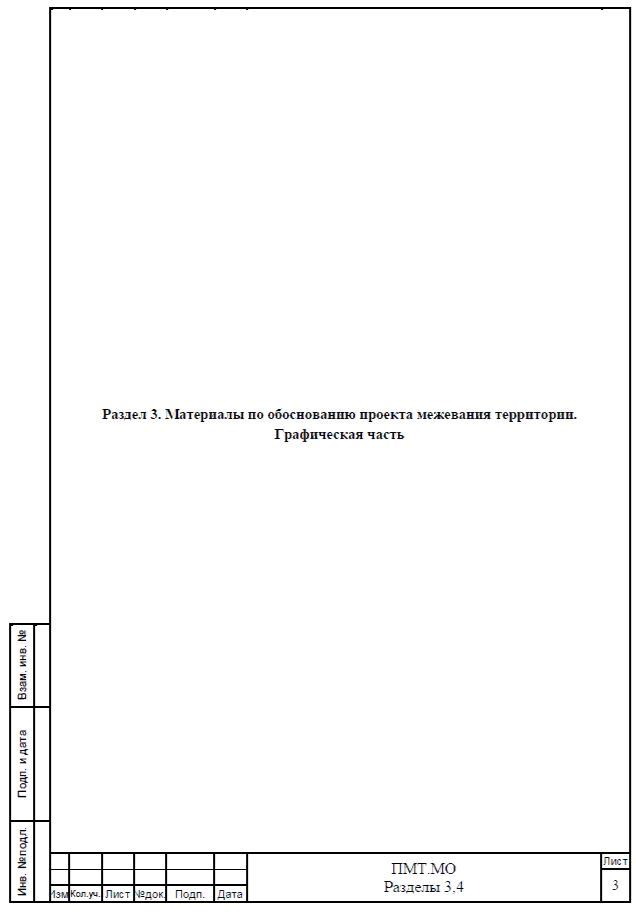 Раздел 3. Материалы по обоснованию проекта межевания территории.
Графическая часть
Взам. инв. №
Подп. и дата
Инв. №подл.
Изм Кол.уч. Лист №док. Подп. Дата
ПМТ.МО
Разделы 3,4
Лист
3